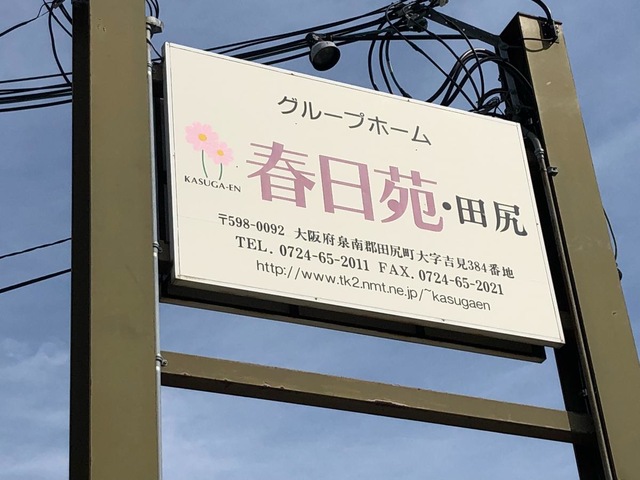 グループホーム
KASUGA-EN
春日苑・田尻
〒598-0092 大阪府泉南郡田尻町大字吉見384番地
TEL. 0724-65-2011 FAX. 0724-65-2021
http://www.tk2.nmt.ne.jp/~kasugaen